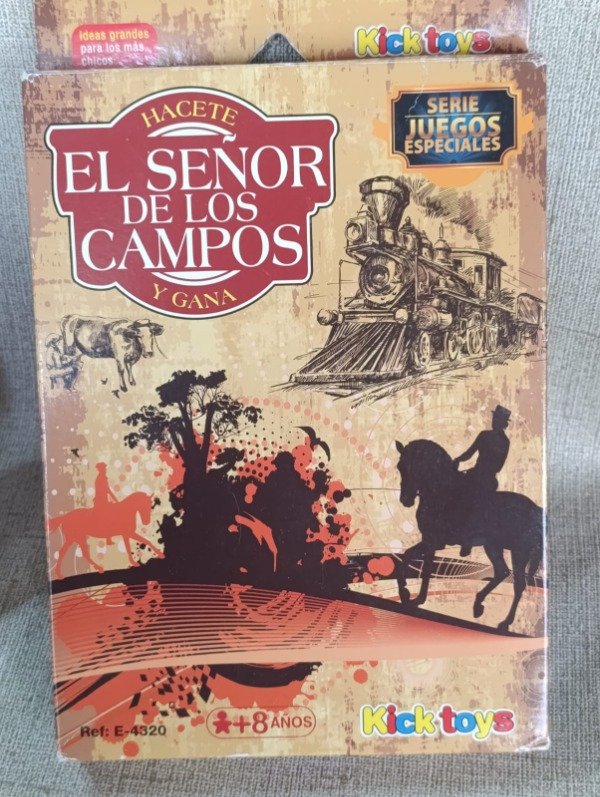 Ideas grandes
para los más
chicos
Kick toys
HACETE
EL SEÑOR
DE LOS
CAMPOS
Y GANA
SERIE
JUEGOS
ESPECIALES
Ref: E-4320
+8 AÑOS
Kick toys